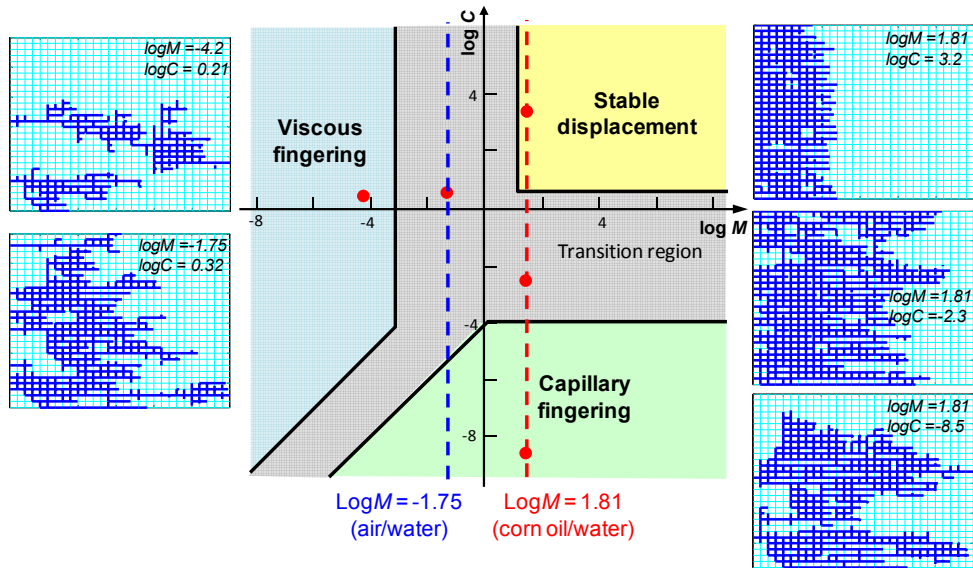 logM =-4.2
logC = 0.21
logM=-1.75
logC= 0.32
log C
4
Viscous
fingering
Stable
displacement
-8
-4
4
log M
Transition region
-4
Capillary
fingering
-8
LogM = -1.75
(air/water)
LogM = 1.81
(corn oil/water)
logM=1.81
logC= 3.2
logM=1.81
logC=-2.3
logM=1.81
logC=-8.5